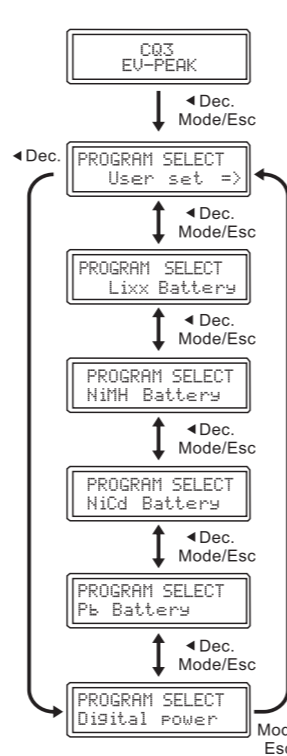 CQ3
EV-PEAK
◀ Dec.
Mode/Esc
◀ Dec.
PROGRAM SELECT
User set =>
◀ Dec.
Mode/Esc
PROGRAM SELECT
Lixx Battery
◀ Dec.
Mode/Esc
PROGRAM SELECT
NiMH Battery
◀ Dec.
Mode/Esc
PROGRAM SELECT
NiCd Battery
◀ Dec.
Mode/Esc
PROGRAM SELECT
Pb Battery
◀ Dec.
Mode/Esc
PROGRAM SELECT
Digital power
Mod
Esc